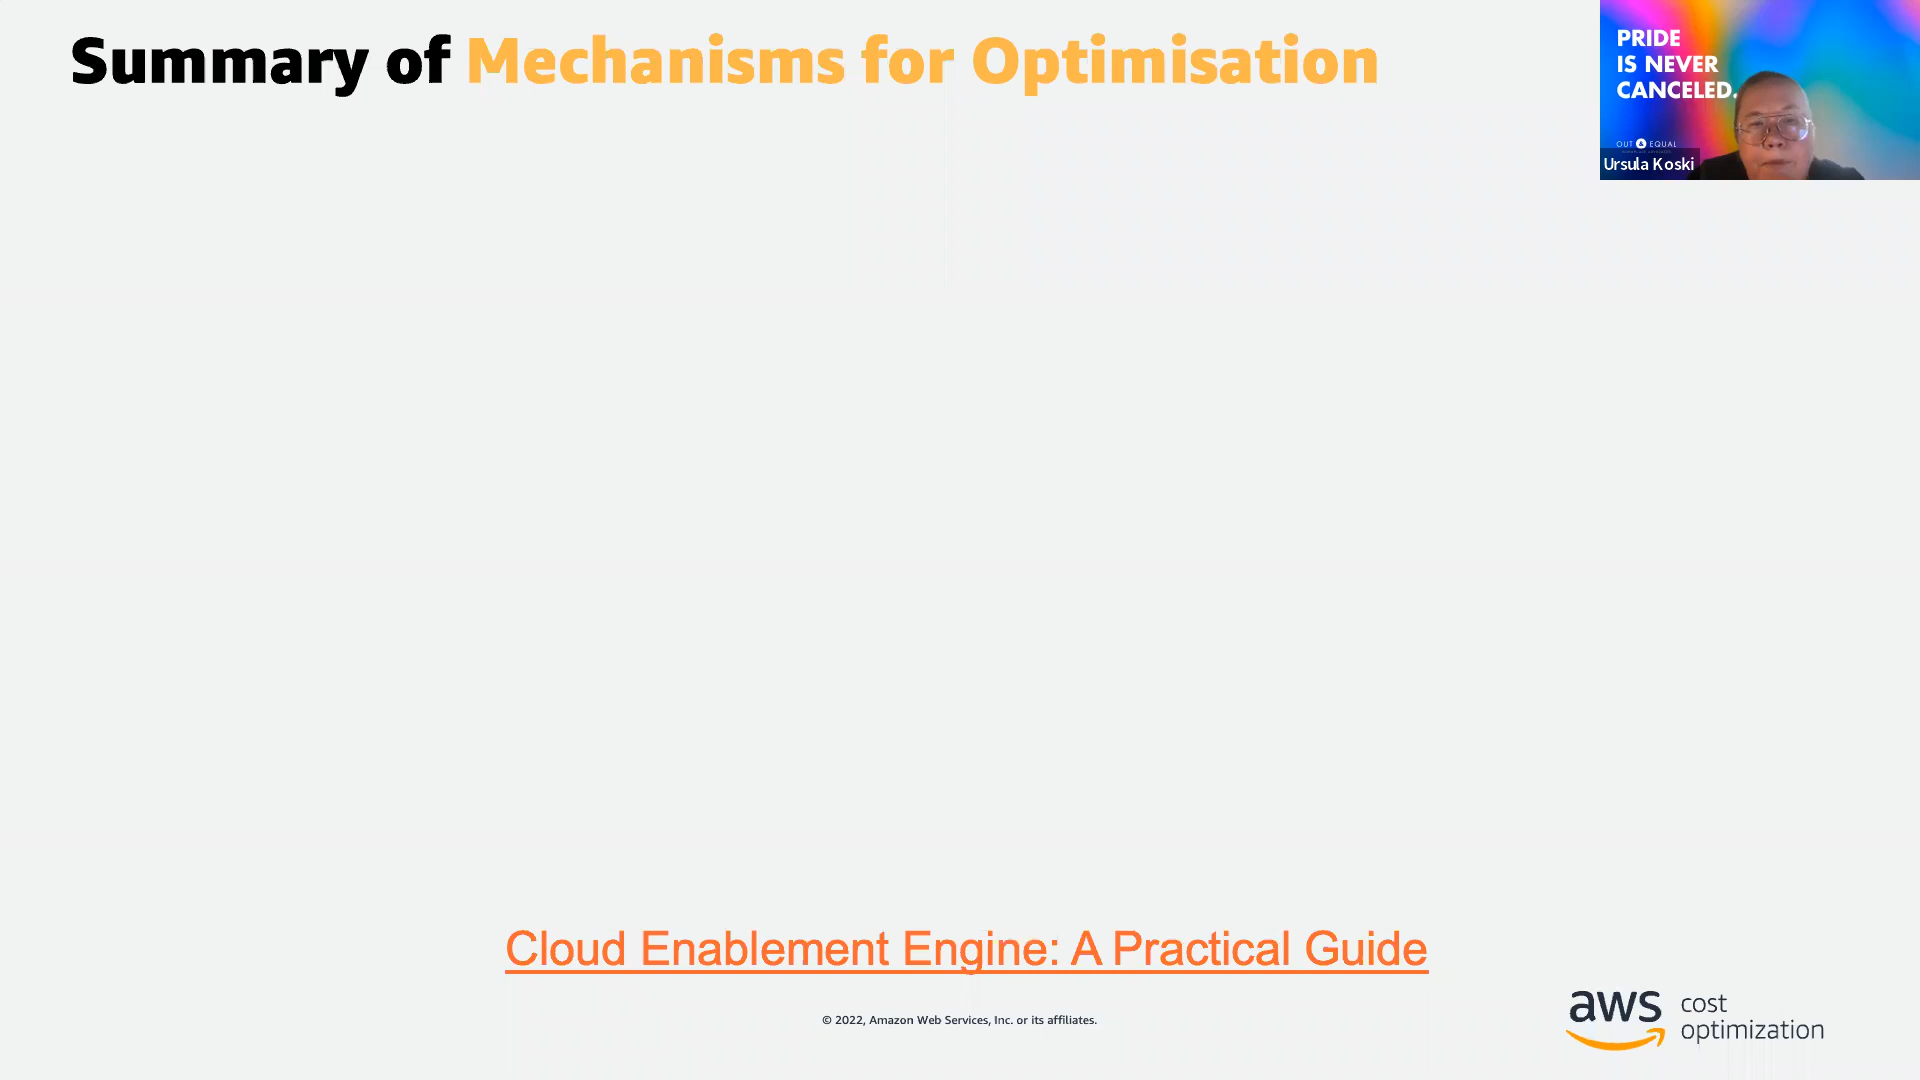 Summary of Mechanisms for Optimisation
PRIDE
IS NEVER
CANCELED.
OUT & EQUAL
Ursula Koski
Cloud Enablement Engine: A Practical Guide
© 2022, Amazon Web Services, Inc. or its affiliates.
aws cost
optimization